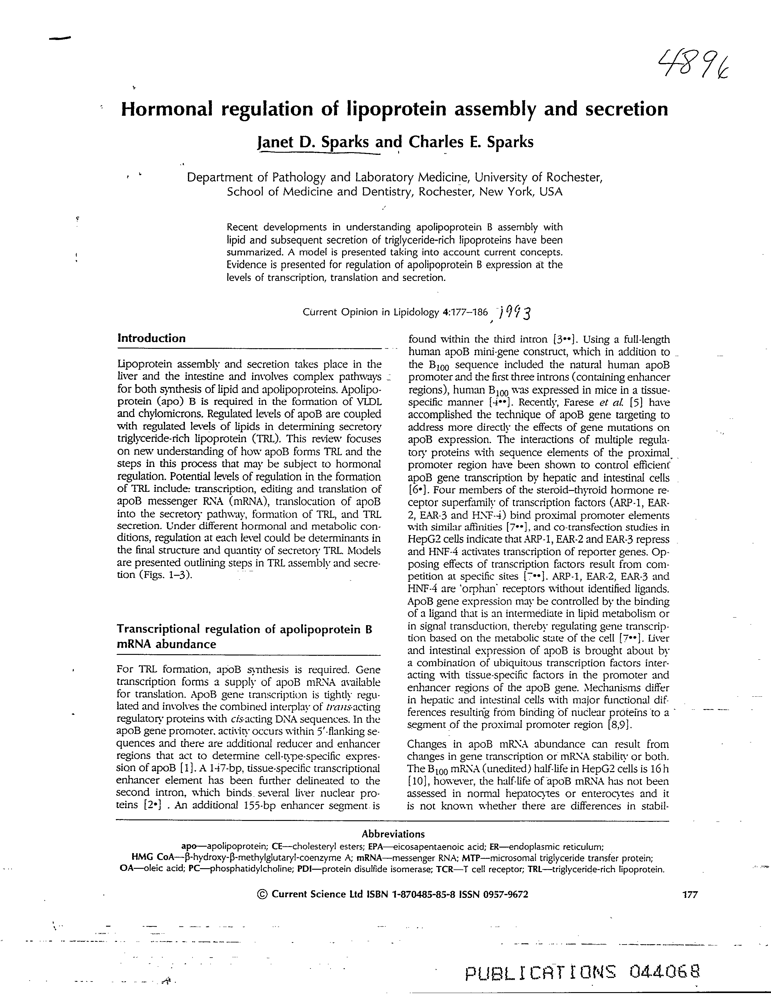 4896
Hormonal regulation of lipoprotein assembly and secretion
Janet D. Sparks and Charles E. Sparks
Department of Pathology and Laboratory Medicine, University of Rochester,
School of Medicine and Dentistry, Rochester, New York, USA
Recent developments in understanding apolipoprotein B assembly with
lipid and subsequent secretion of triglyceride-rich lipoproteins have been
summarized. A model is presented taking into account current concepts.
Evidence is presented for regulation of apolipoprotein B expression at the
levels of transcription, translation and secretion.
Current Opinion in Lipidology 4:177–186, 1993
Introduction
Lipoprotein assembly and secretion takes place in the
liver and the intestine and involves complex pathways
for both synthesis of lipid and apolipoproteins. Apolipo-
protein (apo) B is required in the formation of VLDL
and chylomicrons. Regulated levels of apoB are coupled
with regulated levels of lipids in determining secretory
triglyceride-rich lipoprotein (TRL). This review focuses
on new understanding of how apoB forms TRL and the
steps in this process that may be subject to hormonal
regulation. Potential levels of regulation in the formation
of TRL include: transcription, editing and translation of
apoB messenger RNA (mRNA), translocation of apoB
into the secretory pathway, formation of TRL, and TRL
secretion. Under different hormonal and metabolic con-
ditions, regulation at each level could be determinants in
the final structure and quantity of secretory TRL. Models
are presented outlining steps in TRL assembly and secre-
tion (Figs. 1–3).
Transcriptional regulation of apolipoprotein B
mRNA abundance
For TRL formation, apoB synthesis is required. Gene
transcription forms a supply of apoB mRNA available
for translation. ApoB gene transcription is tightly regu-
lated and involves the combined interplay of trans-acting
regulatory proteins with cis-acting DNA sequences. In the
apoB gene promoter, activity occurs within 5'-flanking se-
quences and there are additional reducer and enhancer
regions that act to determine cell-type-specific expres-
sion of apoB [1]. A 147-bp, tissue-specific transcriptional
enhancer element has been further delineated to the
second intron, which binds several liver nuclear pro-
teins [2•] . An additional 155-bp enhancer segment is
found within the third intron [3••]. Using a full-length
human apoB mini-gene construct, which in addition to
the B100 sequence included the natural human apoB
promoter and the first three introns (containing enhancer
regions), human B100 was expressed in mice in a tissue-
specific manner [4••]. Recently, Farese et al. [5] have
accomplished the technique of apoB gene targeting to
address more directly the effects of gene mutations on
apoB expression. The interactions of multiple regula-
tory proteins with sequence elements of the proximal
promoter region have been shown to control efficient
apoB gene transcription by hepatic and intestinal cells
[6•]. Four members of the steroid–thyroid hormone re-
ceptor superfamily of transcription factors (ARP-1, EAR-
2, EAR-3 and HNF-4) bind proximal promoter elements
with similar affinities [7••], and co-transfection studies in
HepG2 cells indicate that ARP-1, EAR-2 and EAR-3 repress
and HNF-4 activates transcription of reporter genes. Op-
posing effects of transcription factors result from com-
petition at specific sites [7••]. ARP-1, EAR-2, EAR-3 and
HNF-4 are 'orphan' receptors without identified ligands.
ApoB gene expression may be controlled by the binding
of a ligand that is an intermediate in lipid metabolism or
in signal transduction, thereby regulating gene transcrip-
tion based on the metabolic state of the cell [7••]. Liver
and intestinal expression of apoB is brought about by
a combination of ubiquitous transcription factors inter-
acting with tissue-specific factors in the promoter and
enhancer regions of the apoB gene. Mechanisms differ
in hepatic and intestinal cells with major functional dif-
ferences resulting from binding of nuclear proteins to a
segment of the proximal promoter region [8,9].
Changes in apoB mRNA abundance can result from
changes in gene transcription or mRNA stability or both.
The B100 mRNA (unedited) half-life in HepG2 cells is 16 h
[10], however, the half-life of apoB mRNA has not been
assessed in normal hepatocytes or enterocytes and it
is not known whether there are differences in stabil-
Abbreviations
apo—apolipoprotein; CE—cholesteryl esters; EPA—eicosapentaenoic acid; ER—endoplasmic reticulum;
HMG CoA—β-hydroxy-β-methylglutaryl-coenzyme A; mRNA—messenger RNA; MTP—microsomal triglyceride transfer protein;
OA—oleic acid; PC—phosphatidylcholine; PDI—protein disulfide isomerase; TCR—T cell receptor; TRL—triglyceride-rich lipoprotein.
© Current Science Ltd ISBN 1-870485-85-8 ISSN 0957-9672
177
PUBLICATIONS 044068